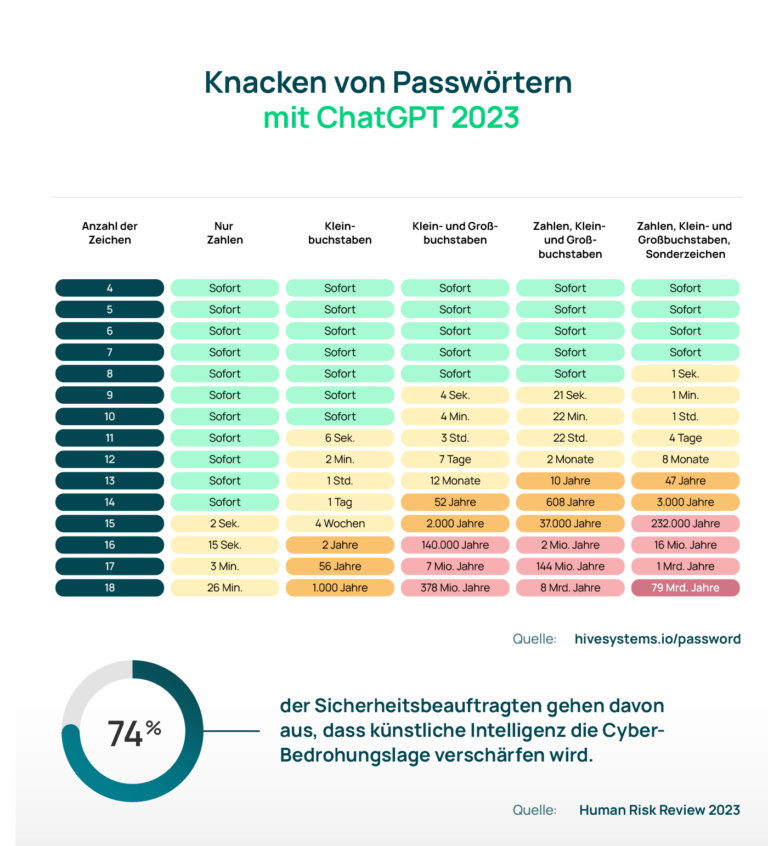 Knacken von Passwörtern
mit ChatGPT 2023
Anzahl der Zeichen
Nur Zahlen
Klein-buchstaben
Klein- und Groß-buchstaben
Zahlen, Klein- und Groß-buchstaben
Zahlen, Klein- und Großbuchstaben, Sonderzeichen
4 Sofort Sofort Sofort Sofort Sofort
5 Sofort Sofort Sofort Sofort Sofort
6 Sofort Sofort Sofort Sofort Sofort
7 Sofort Sofort Sofort Sofort Sofort
8 Sofort Sofort Sofort Sofort 1 Sek.
9 Sofort Sofort 4 Sek. 21 Sek. 1 Min.
10 Sofort Sofort 4 Min. 22 Min. 1 Std.
11 Sofort 6 Sek. 3 Std. 22 Std. 4 Tage
12 Sofort 2 Min. 7 Tage 2 Monate 8 Monate
13 Sofort 1 Std. 12 Monate 10 Jahre 47 Jahre
14 Sofort 1 Tag 52 Jahre 608 Jahre 3.000 Jahre
15 2 Sek. 4 Wochen 2.000 Jahre 37.000 Jahre 232.000 Jahre
16 15 Sek. 2 Jahre 140.000 Jahre 2 Mio. Jahre 16 Mio. Jahre
17 3 Min. 56 Jahre 7 Mio. Jahre 144 Mio. Jahre 1 Mrd. Jahre
18 26 Min. 1.000 Jahre 378 Mio. Jahre 8 Mrd. Jahre 79 Mrd. Jahre
Quelle: hivesystems.io/password
74%
der Sicherheitsbeauftragten gehen davon
aus, dass künstliche Intelligenz die Cyber-
Bedrohungslage verschärfen wird.
Quelle: Human Risk Review 2023